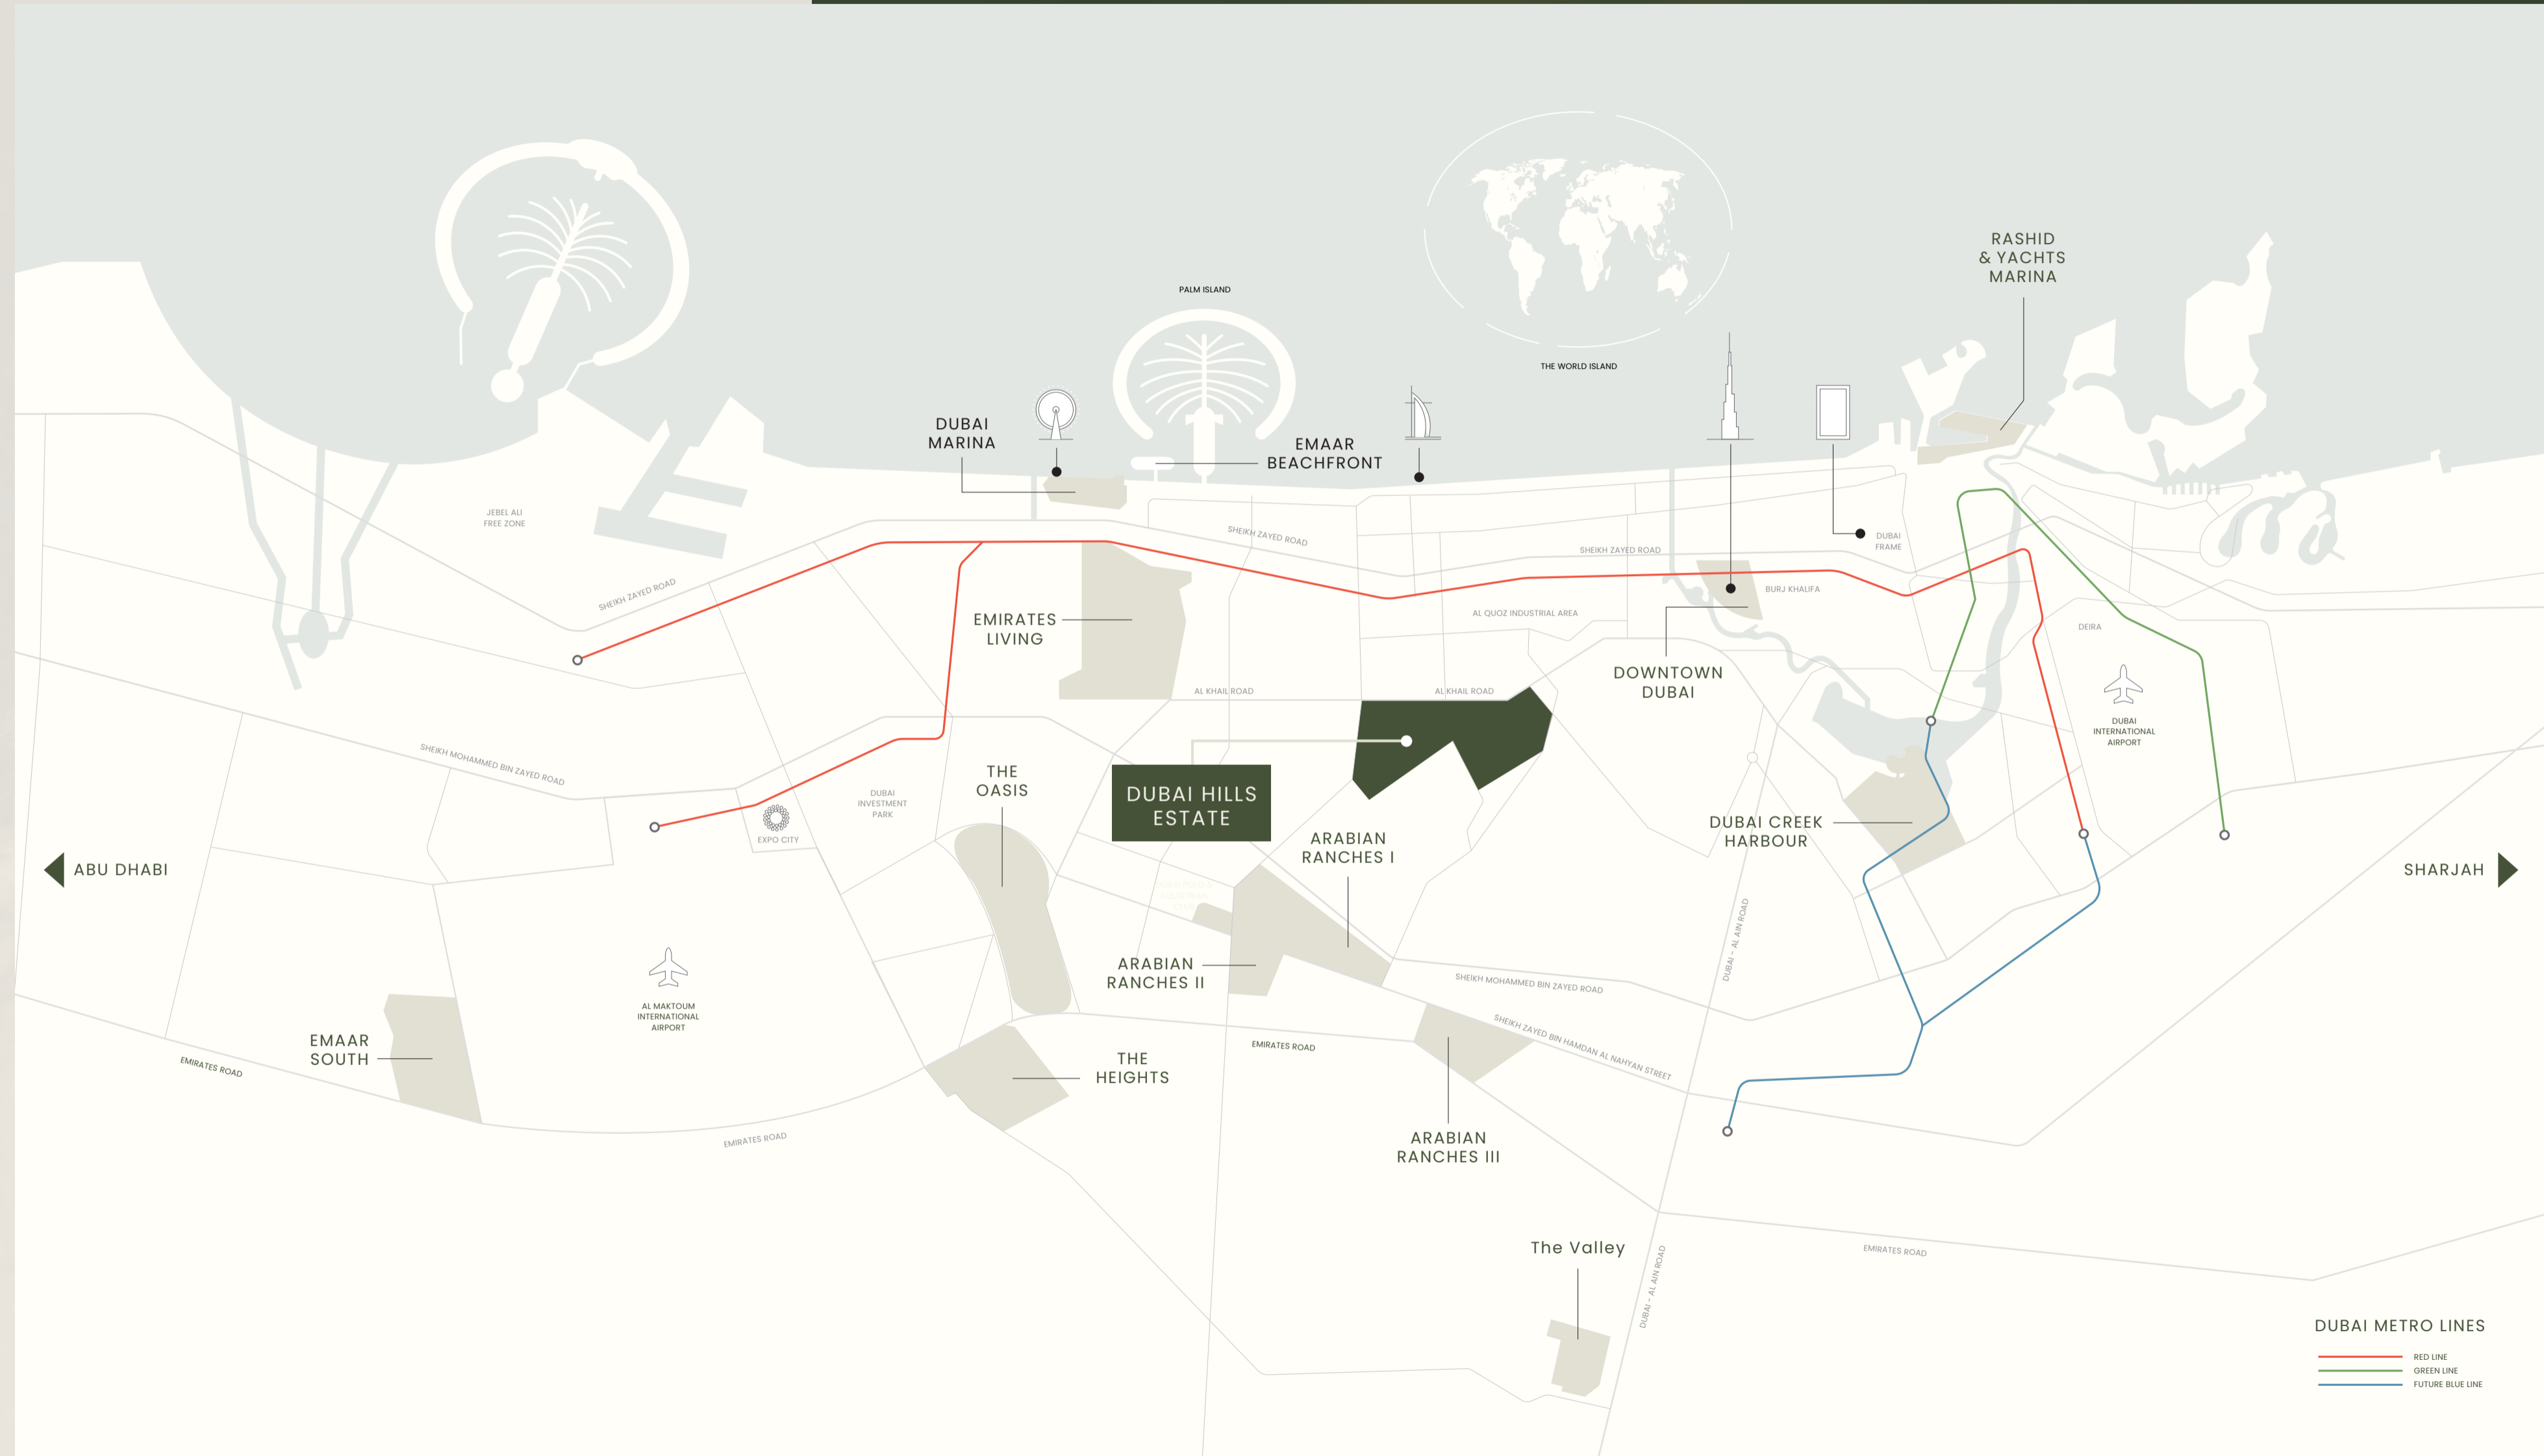 RASHID
& YACHTS
MARINA
PALM ISLAND
THE WORLD ISLAND
DUBAI
MARINA
EMAAR
BEACHFRONT
JEBEL ALI
FREE ZONE
SHEIKH ZAYED ROAD
SHEIKH ZAYED ROAD
SHEIKH ZAYED ROAD
DUBAI
FRAME
BURJ KHALIFA
AL QUOZ INDUSTRIAL AREA
EMIRATES
LIVING
DEIRA
DOWNTOWN
DUBAI
AL KHAIL ROAD
AL KHAIL ROAD
DUBAI
INTERNATIONAL
AIRPORT
SHEIKH MOHAMMED BIN ZAYED ROAD
THE
OASIS
DUBAI
INVESTMENT
PARK
DUBAI HILLS
ESTATE
EXPO CITY
ARABIAN
RANCHES I
DUBAI CREEK
HARBOUR
ABU DHABI
SHARJAH
DUBAI - AL AIN ROAD
ARABIAN
RANCHES II
SHEIKH MOHAMMED BIN ZAYED ROAD
AL MAKTOUM
INTERNATIONAL
AIRPORT
SHEIKH ZAYED BIN HAMDAN AL NAHYAN STREET
EMAAR
SOUTH
EMIRATES ROAD
EMIRATES ROAD
THE
HEIGHTS
EMIRATES ROAD
ARABIAN
RANCHES III
The Valley
EMIRATES ROAD
DUBAI - AL AIN ROAD
DUBAI METRO LINES
RED LINE
GREEN LINE
FUTURE BLUE LINE